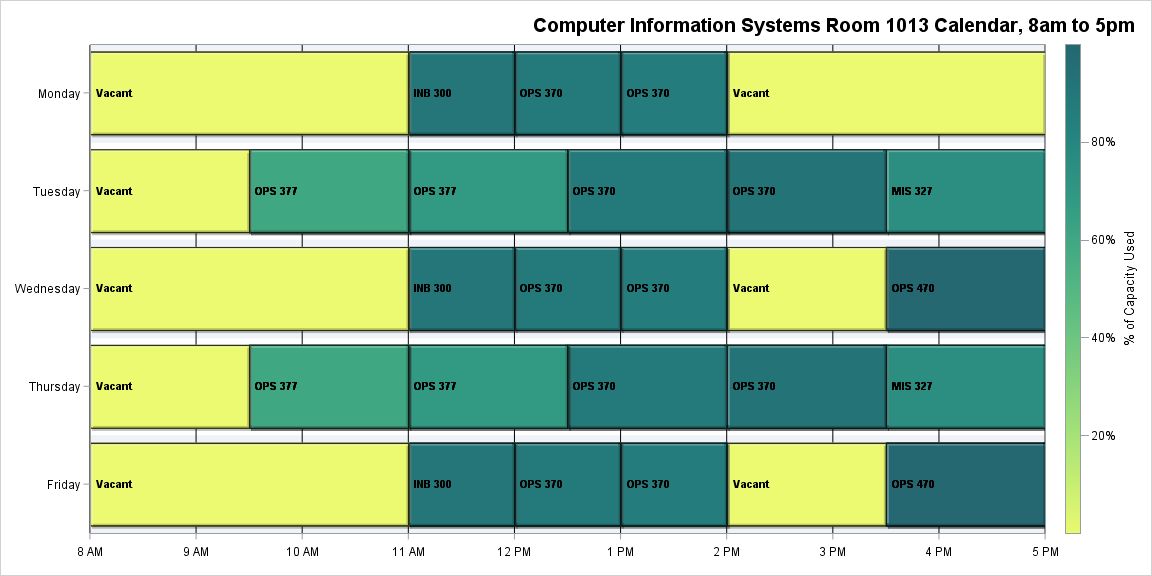 Computer Information Systems Room 1013 Calendar, 8am to 5pm
Monday Vacant INB 300 OPS 370 OPS 370 Vacant
80%
Tuesday Vacant OPS 377 OPS 377 OPS 370 OPS 370 MIS 327
60%
% of Capacity Used
Wednesday Vacant INB 300 OPS 370 OPS 370 Vacant OPS 470
40%
Thursday Vacant OPS 377 OPS 377 OPS 370 OPS 370 MIS 327
20%
Friday Vacant INB 300 OPS 370 OPS 370 Vacant OPS 470
8 AM 9 AM 10 AM 11 AM 12 PM 1 PM 2 PM 3 PM 4 PM 5 PM